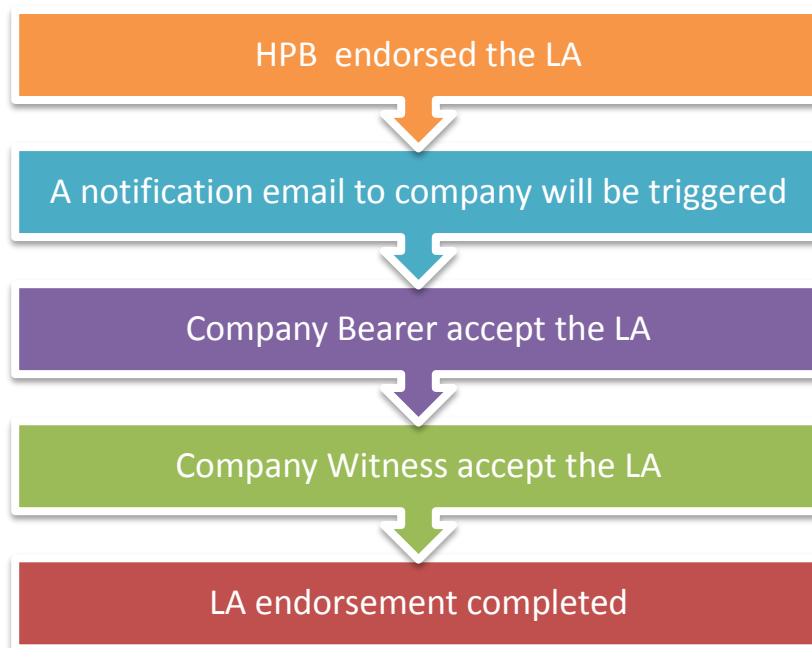 HPB  endorsed the LA
A notification email to company will be triggered
Company Bearer accept the LA
Company Witness accept the LA
LA endorsement completed